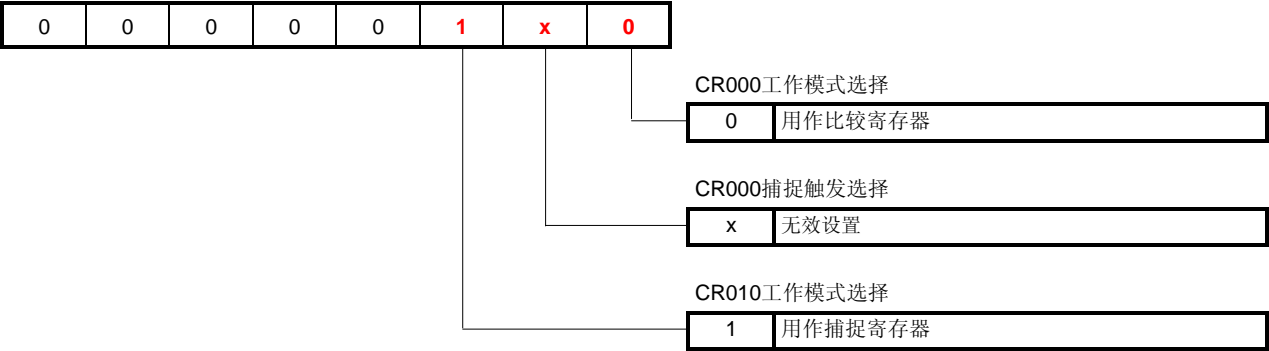 0 0 0 0 0 1 x 0
CR000工作模式选择
0 用作比较寄存器
CR000捕捉触发选择
x 无效设置
CR010工作模式选择
1 用作捕捉寄存器